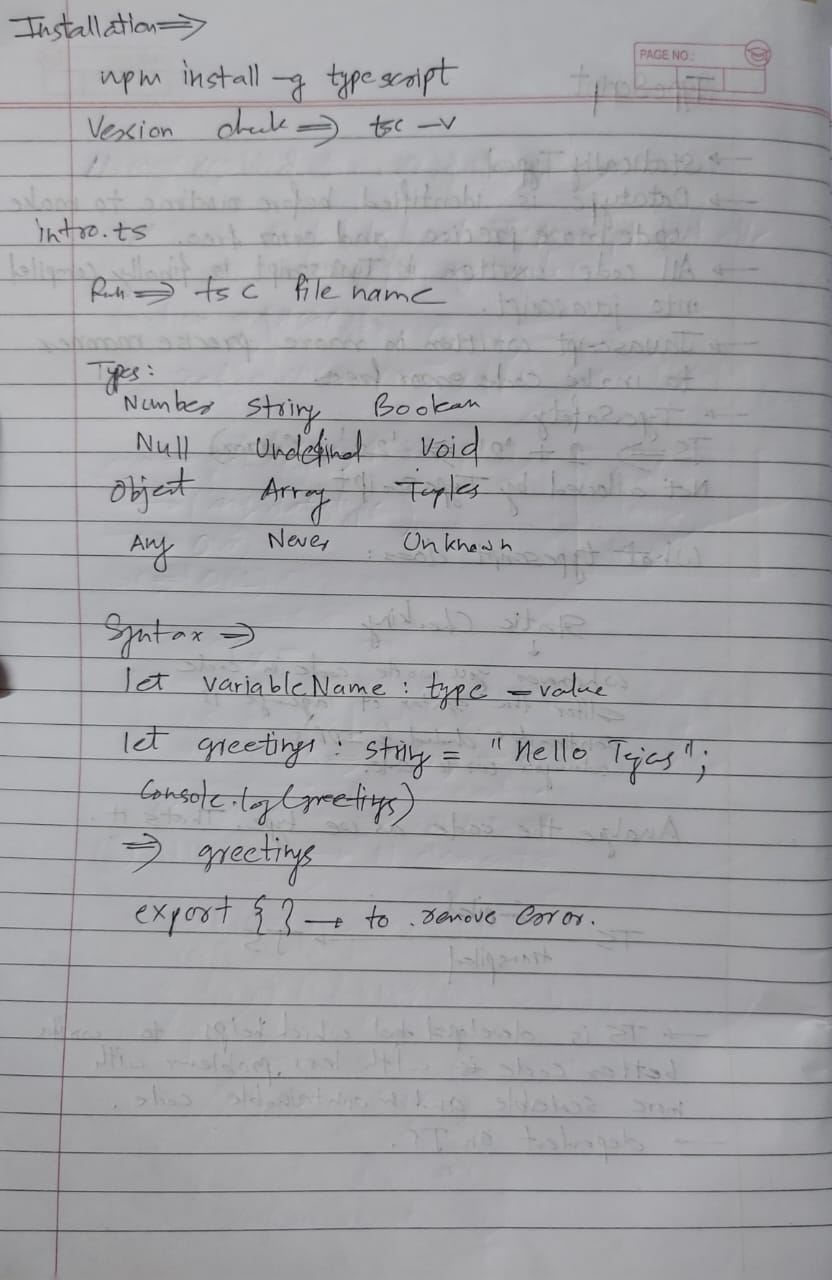 Installation ⇒
PAGE NO:
npm install -g typescript
Version check ⇒ tsc -v
intro.ts
Run ⇒ tsc file name
Types:
Number String Boolean
Null Undefined Void
Object Array Tuples
Any Never Unknown
Syntax ⇒
let variableName : type = value
let greetings : string = "Hello Tejas";
Console.log(greetings)
⇒ greetings
export { } → to remove Error.